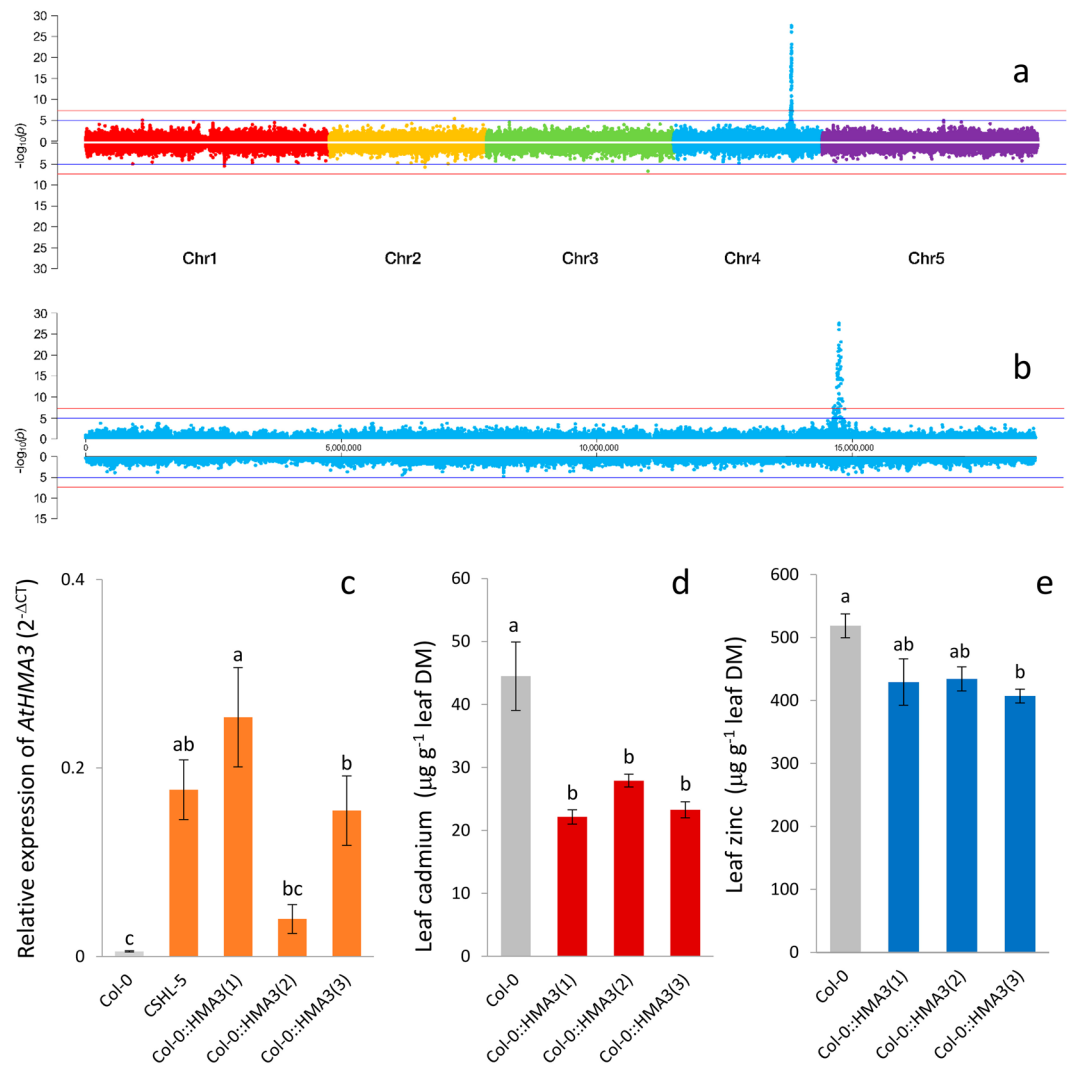 30
25
20
15
10
5
0
5
10
15
20
25
30
-log₁₀(p)
a
Chr1 Chr2 Chr3 Chr4 Chr5
30
25
20
15
10
5
0
0
5
10
15
-log₁₀(p)
b
0 5,000,000 10,000,000 15,000,000
Relative expression of AtHMA3 (2^-ΔCT)
0.4
0.2
0
c
c
ab
a
bc
b
Col-0
CSHL-5
Col-0::HMA3(1)
Col-0::HMA3(2)
Col-0::HMA3(3)
Leaf cadmium (µg g⁻¹ leaf DM)
60
50
40
30
20
10
0
d
a
b
b
b
Col-0
Col-0::HMA3(1)
Col-0::HMA3(2)
Col-0::HMA3(3)
Leaf zinc (µg g⁻¹ leaf DM)
600
500
400
300
200
100
0
e
a
ab
ab
b
Col-0
Col-0::HMA3(1)
Col-0::HMA3(2)
Col-0::HMA3(3)